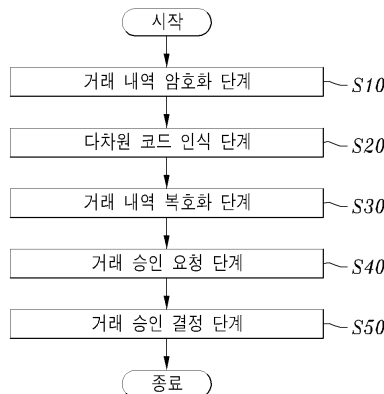 시작
거래 내역 암호화 단계 S10
다차원 코드 인식 단계 S20
거래 내역 복호화 단계 S30
거래 승인 요청 단계 S40
거래 승인 결정 단계 S50
종료